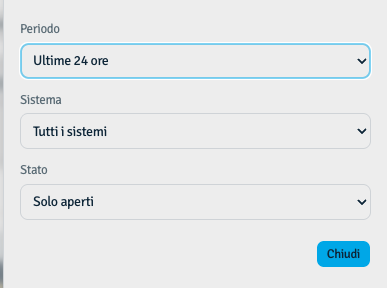 Periodo
Ultime 24 ore
Sistema
Tutti i sistemi
Stato
Solo aperti
Chiudi